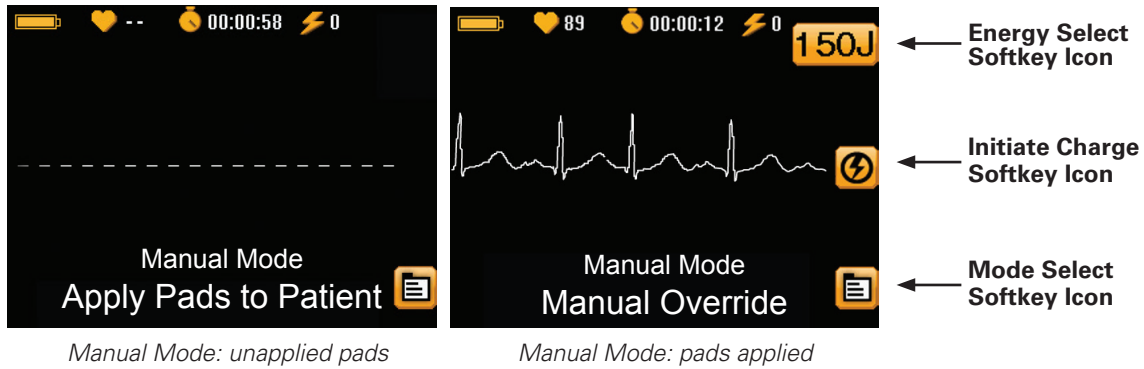 -- 00:00:58 0
Manual Mode
Apply Pads to Patient
Manual Mode: unapplied pads
89 00:00:12 0
150J
Manual Mode
Manual Override
Manual Mode: pads applied
Energy Select
Softkey Icon
Initiate Charge
Softkey Icon
Mode Select
Softkey Icon